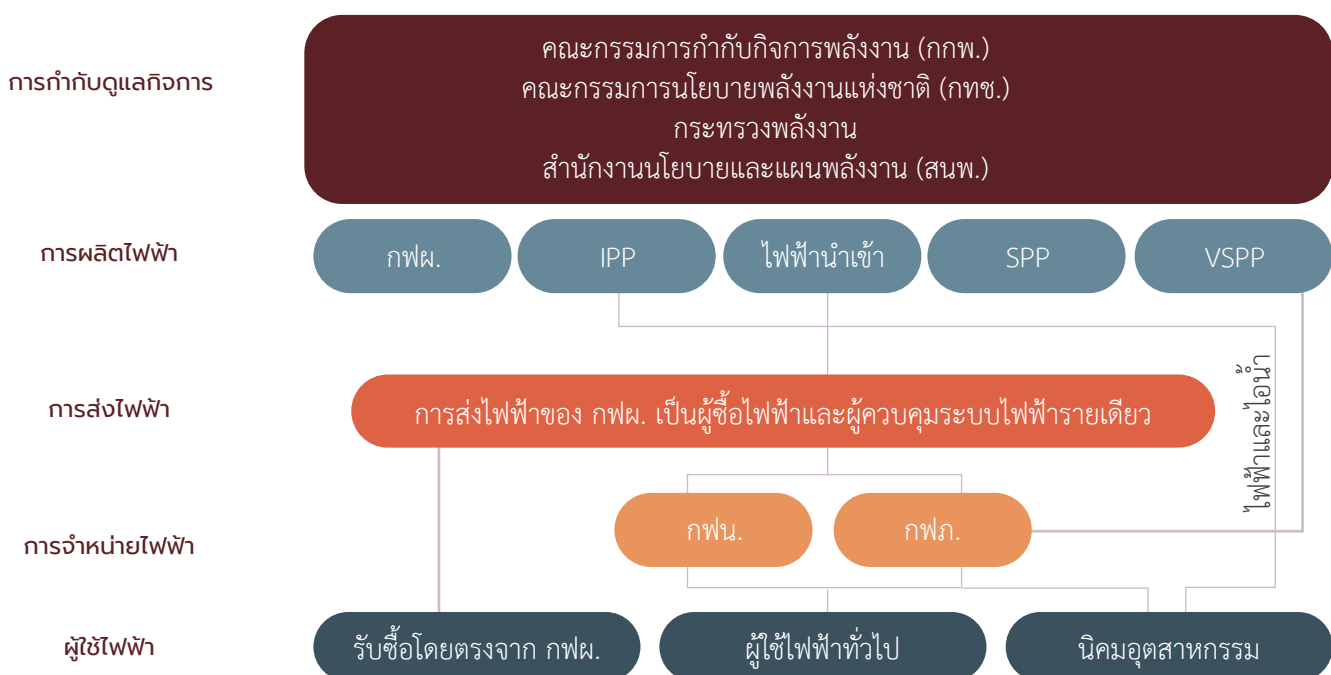 การกำกับดูแลกิจการ
คณะกรรมการกำกับกิจการพลังงาน (กกพ.)
คณะกรรมการนโยบายพลังงานแห่งชาติ (กทช.)
กระทรวงพลังงาน
สำนักงานนโยบายและแผนพลังงาน (สนพ.)
การผลิตไฟฟ้า
กฟผ.
IPP
ไฟฟ้านำเข้า
SPP
VSPP
การส่งไฟฟ้า
การส่งไฟฟ้าของ กฟผ. เป็นผู้ซื้อไฟฟ้าและผู้ควบคุมระบบไฟฟ้ารายเดียว
ไฟฟ้าและไอน้ำ
การจำหน่ายไฟฟ้า
กฟน.
กฟภ.
ผู้ใช้ไฟฟ้า
รับซื้อโดยตรงจาก กฟผ.
ผู้ใช้ไฟฟ้าทั่วไป
นิคมอุตสาหกรรม